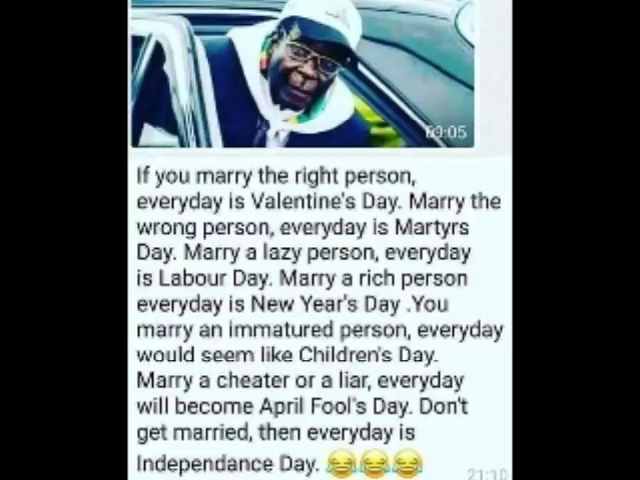 09:05
If you marry the right person,
everyday is Valentine's Day. Marry the
wrong person, everyday is Martyrs
Day. Marry a lazy person, everyday
is Labour Day. Marry a rich person
everyday is New Year's Day .You
marry an immatured person, everyday
would seem like Children's Day.
Marry a cheater or a liar, everyday
will become April Fool's Day. Don't
get married, then everyday is
Independance Day. 😂😂😂
21:10